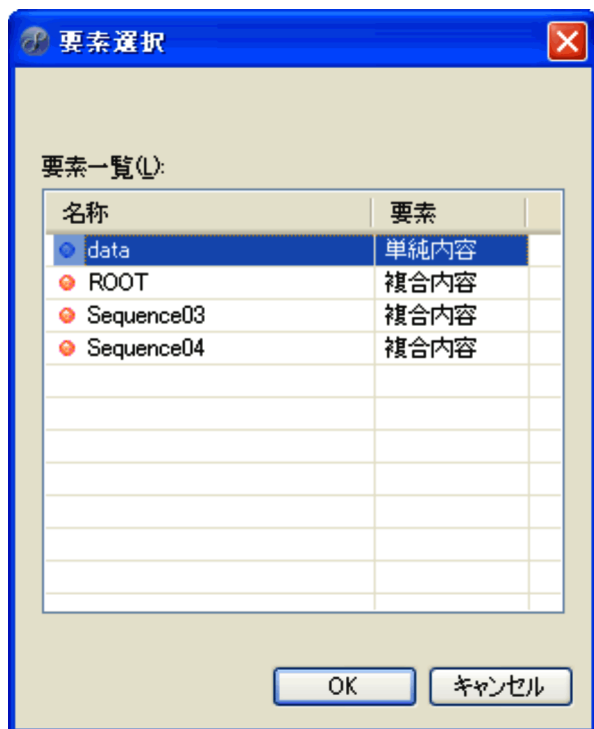 要素選択
要素一覧(L):
名称 要素
data 単純内容
ROOT 複合内容
Sequence03 複合内容
Sequence04 複合内容
OK キャンセル